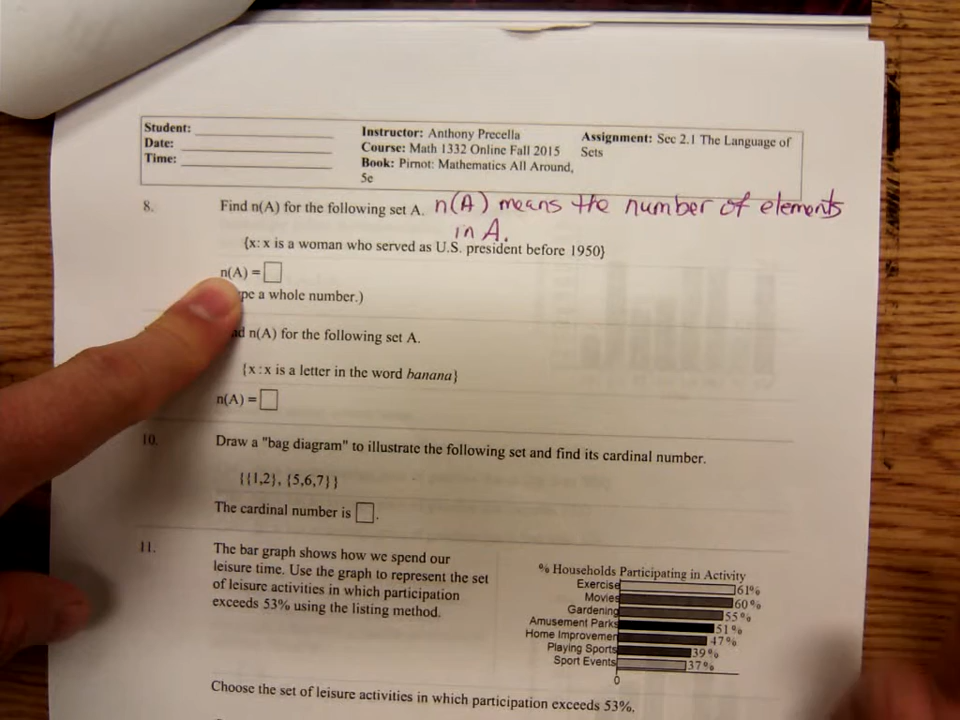 Student:
Date:
Time:
Instructor: Anthony Precella
Course: Math 1332 Online Fall 2015
Book: Pirnot: Mathematics All Around,
5e
Assignment: Sec 2.1 The Language of
Sets
8. Find n(A) for the following set A. n(A) means the number of elements
in A.
{x: x is a woman who served as U.S. president before 1950}
n(A) =
a whole number.)
n(A) for the following set A.
{x : x is a letter in the word banana}
n(A) =
10. Draw a "bag diagram" to illustrate the following set and find its cardinal number.
{{1,2}, {5,6,7}}
The cardinal number is .
11. The bar graph shows how we spend our
leisure time. Use the graph to represent the set
of leisure activities in which participation
exceeds 53% using the listing method.
% Households Participating in Activity
Exercise 61%
Movies 60%
Gardening 55%
Amusement Parks 51%
Home Improvemen 47%
Playing Sports 39%
Sport Events 37%
0
Choose the set of leisure activities in which participation exceeds 53%.